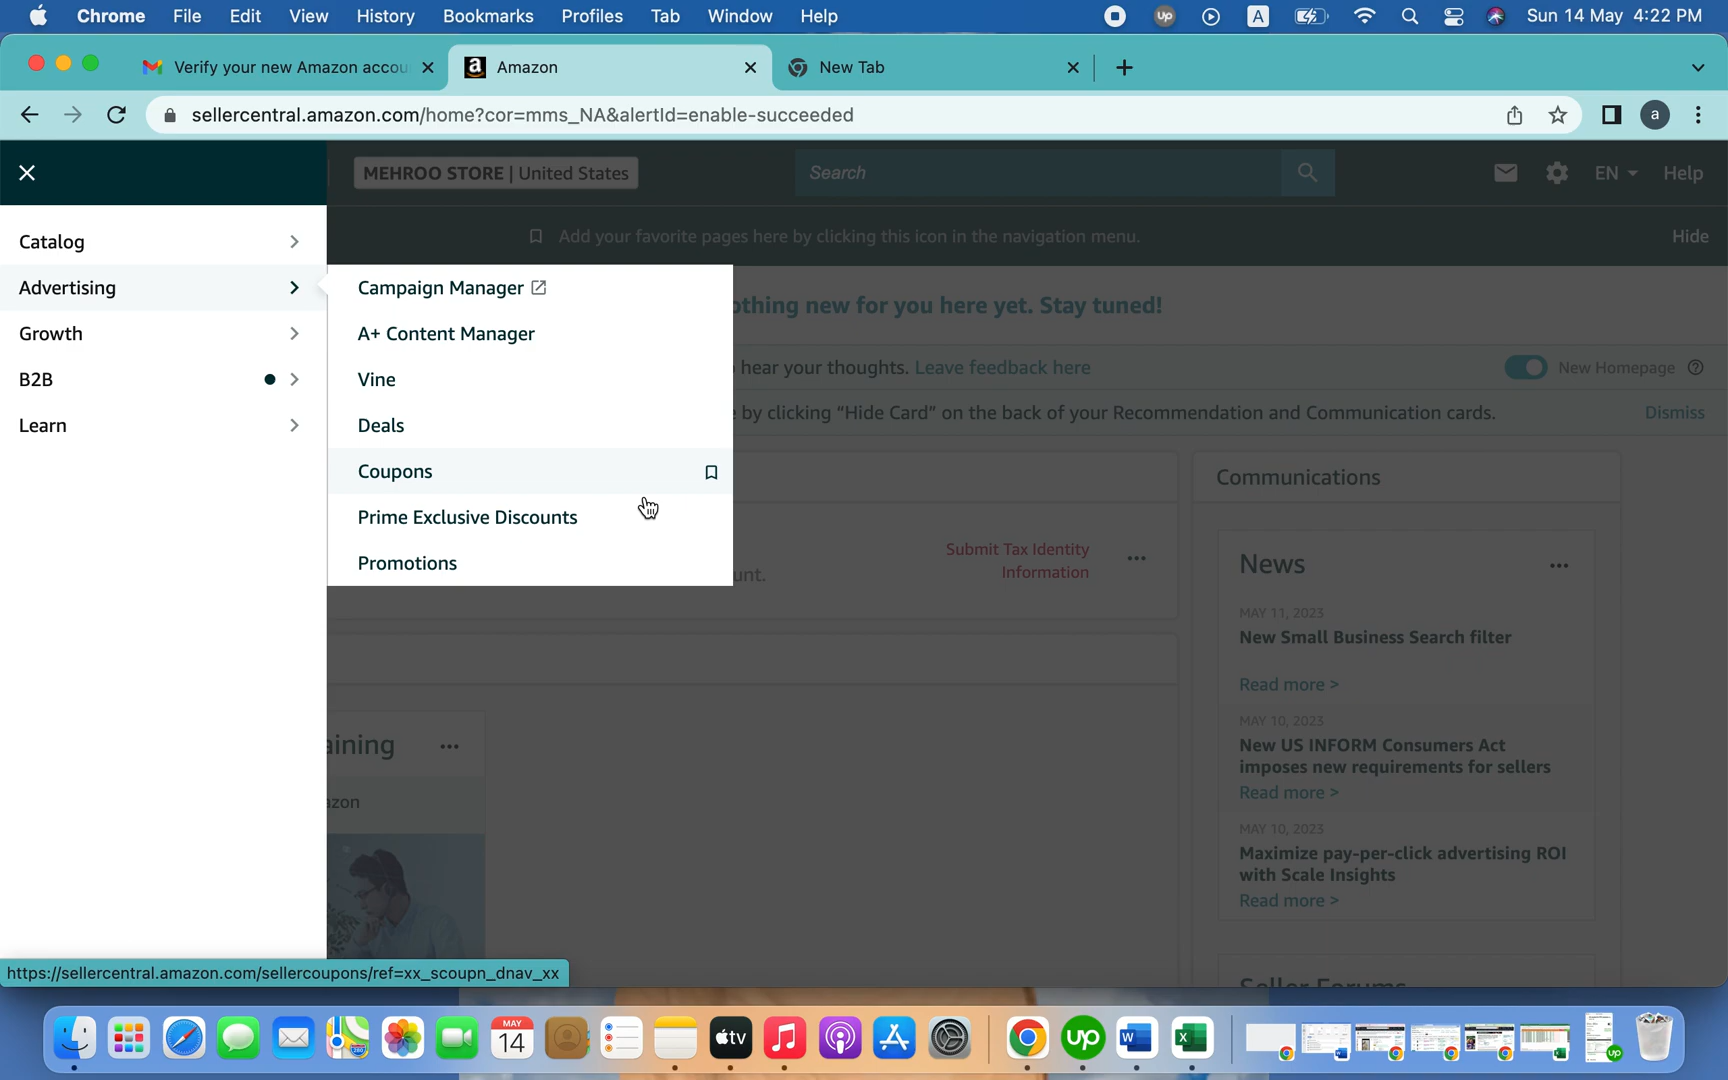 Chrome File Edit View History Bookmarks Profiles Tab Window Help
up A Sun 14 May 4:22 PM
Verify your new Amazon accou
Amazon
New Tab
sellercentral.amazon.com/home?cor=mms_NA&alertId=enable-succeeded
a
MEHROO STORE | United States
Search
EN
Help
Add your favorite pages here by clicking this icon in the navigation menu.
Hide
Catalog
Advertising
Growth
B2B
Learn
Campaign Manager
A+ Content Manager
Vine
Deals
Coupons
Prime Exclusive Discounts
Promotions
othing new for you here yet. Stay tuned!
hear your thoughts. Leave feedback here
New Homepage
by clicking "Hide Card" on the back of your Recommendation and Communication cards.
Dismiss
unt.
Submit Tax Identity
Information
aining
azon
Communications
News
MAY 11, 2023
New Small Business Search filter
Read more >
MAY 10, 2023
New US INFORM Consumers Act
imposes new requirements for sellers
Read more >
MAY 10, 2023
Maximize pay-per-click advertising ROI
with Scale Insights
Read more >
Seller Forums
https://sellercentral.amazon.com/sellercoupons/ref=xx_scoupn_dnav_xx
MAY
14
tv
up
W
X